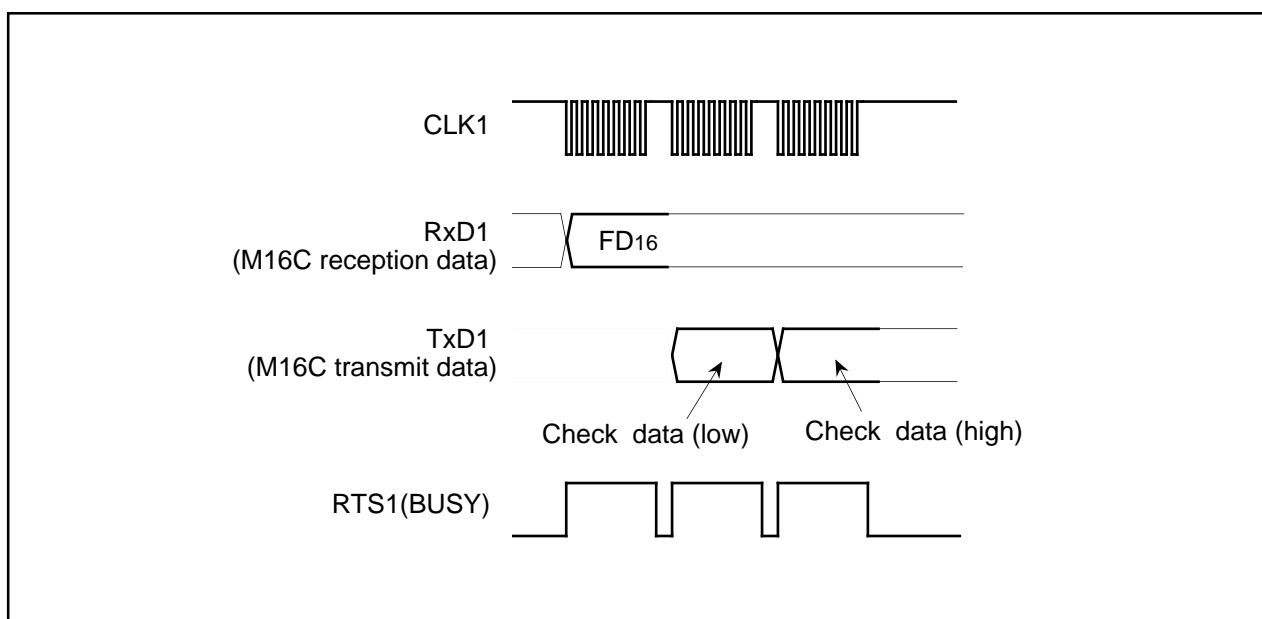 CLK1
RxD1
(M16C reception data)
FD16
TxD1
(M16C transmit data)
Check data (low)
Check data (high)
RTS1(BUSY)